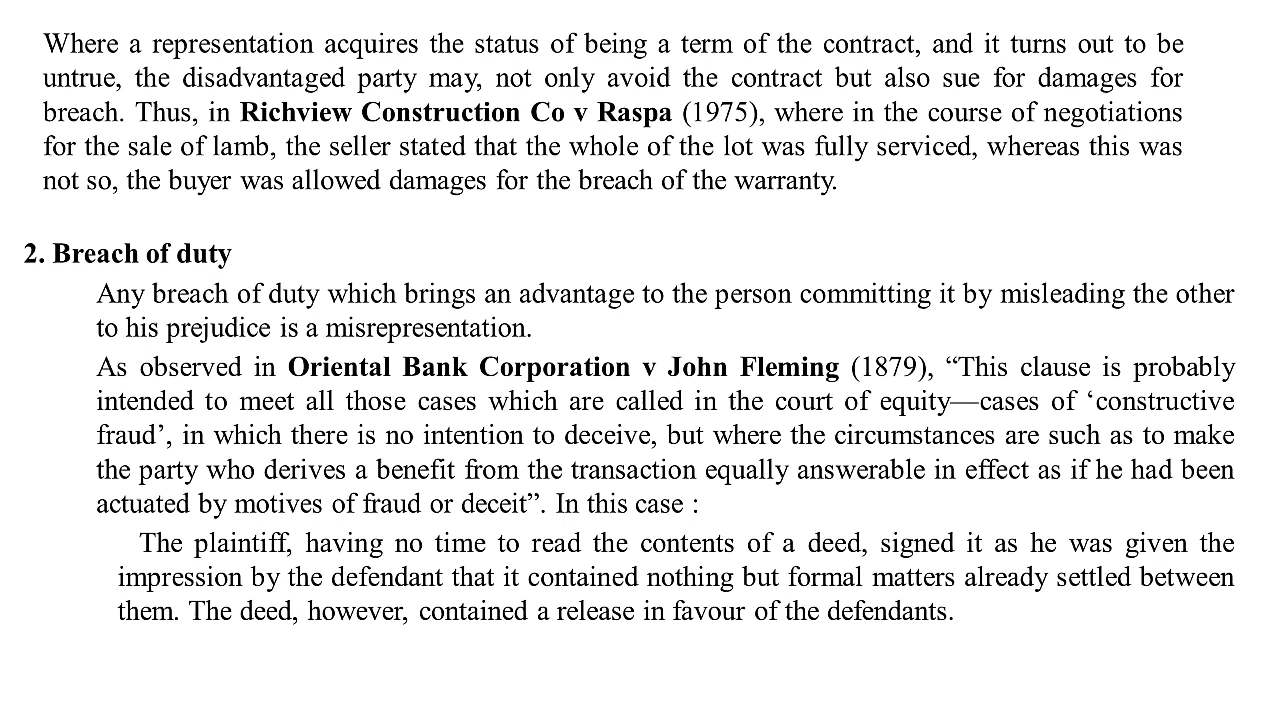 Where a representation acquires the status of being a term of the contract, and it turns out to be
untrue, the disadvantaged party may, not only avoid the contract but also sue for damages for
breach. Thus, in Richview Construction Co v Raspa (1975), where in the course of negotiations
for the sale of lamb, the seller stated that the whole of the lot was fully serviced, whereas this was
not so, the buyer was allowed damages for the breach of the warranty.
2. Breach of duty
Any breach of duty which brings an advantage to the person committing it by misleading the other
to his prejudice is a misrepresentation.
As observed in Oriental Bank Corporation v John Fleming (1879), “This clause is probably
intended to meet all those cases which are called in the court of equity—cases of ‘constructive
fraud’, in which there is no intention to deceive, but where the circumstances are such as to make
the party who derives a benefit from the transaction equally answerable in effect as if he had been
actuated by motives of fraud or deceit”. In this case :
The plaintiff, having no time to read the contents of a deed, signed it as he was given the
impression by the defendant that it contained nothing but formal matters already settled between
them. The deed, however, contained a release in favour of the defendants.